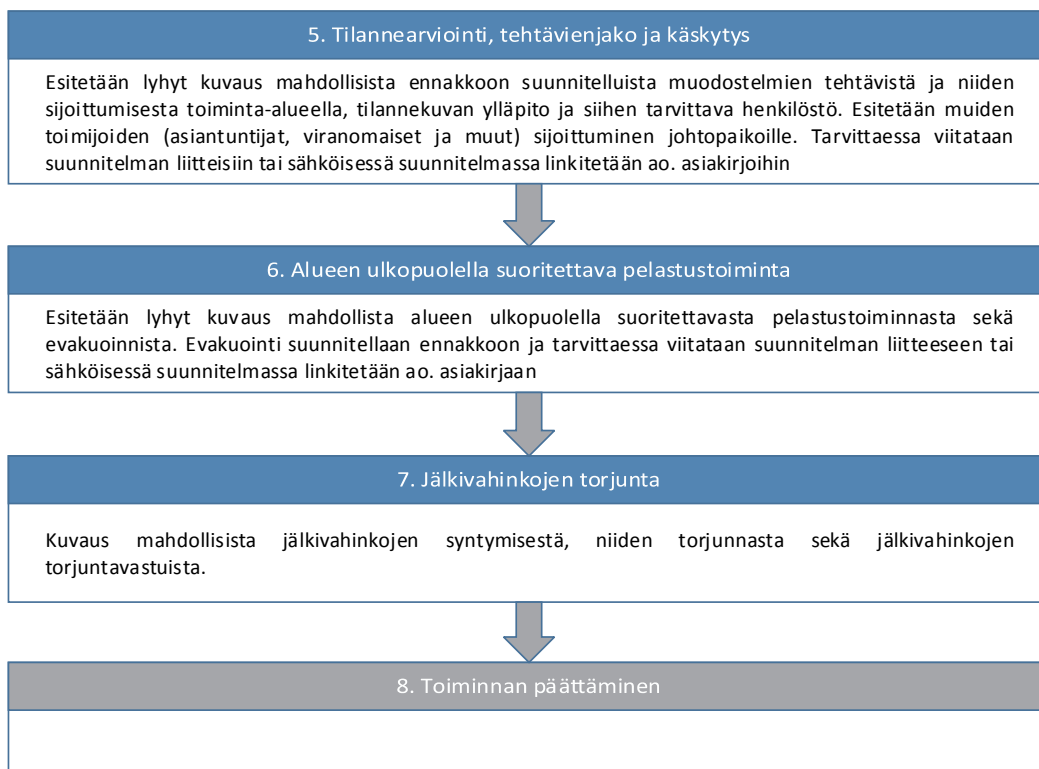 5. Tilannearviointi, tehtävienjako ja käskytys
Esitetään lyhyt kuvaus mahdollisista ennakkoon suunnitelluista muodostelmien tehtävistä ja niiden
sijoittumisesta toiminta-alueella, tilannekuvan ylläpito ja siihen tarvittava henkilöstö. Esitetään muiden
toimijoiden (asiantuntijat, viranomaiset ja muut) sijoittuminen johtopaikoille. Tarvittaessa viitataan
suunnitelman liitteisiin tai sähköisessä suunnitelmassa linkitetään ao. asiakirjoihin
6. Alueen ulkopuolella suoritettava pelastustoiminta
Esitetään lyhyt kuvaus mahdollista alueen ulkopuolella suoritettavasta pelastustoiminnasta sekä
evakuoinnista. Evakuointi suunnitellaan ennakkoon ja tarvittaessa viitataan suunnitelman liitteeseen tai
sähköisessä suunnitelmassa linkitetään ao. asiakirjaan
7. Jälkivahinkojen torjunta
Kuvaus mahdollisista jälkivahinkojen syntymisestä, niiden torjunnasta sekä jälkivahinkojen
torjuntavastuista.
8. Toiminnan päättäminen